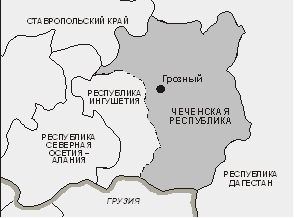 СТАВРОПОЛЬСКИЙ КРАЙ
Грозный
РЕСПУБЛИКА
ИНГУШЕТИЯ
ЧЕЧЕНСКАЯ
РЕСПУБЛИКА
РЕСПУБЛИКА
СЕВЕРНАЯ
ОСЕТИЯ –
АЛАНИЯ
РЕСПУБЛИКА
ДАГЕСТАН
ГРУЗИЯ